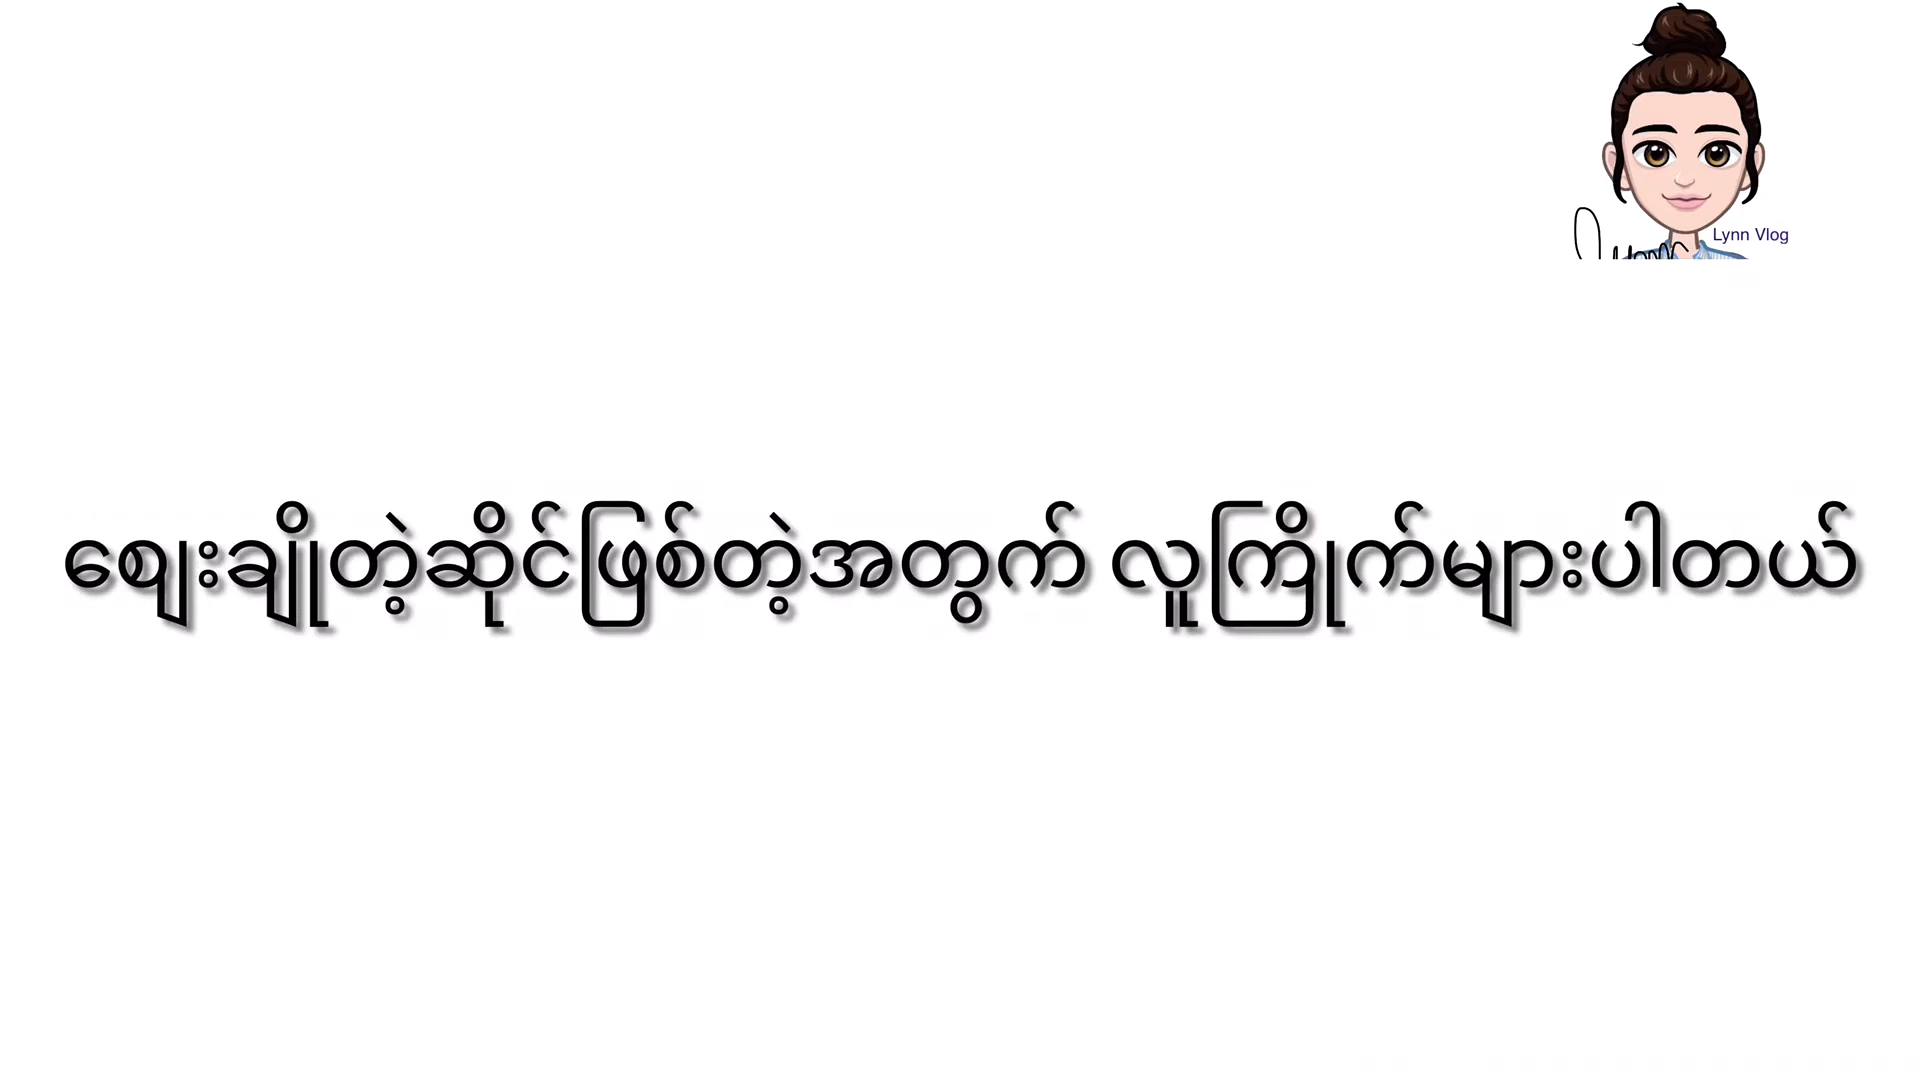 Lynn Vlog
စျေးချိုတဲ့ဆိုင်ဖြစ်တဲ့အတွက် လူကြိုက်များပါတယ်